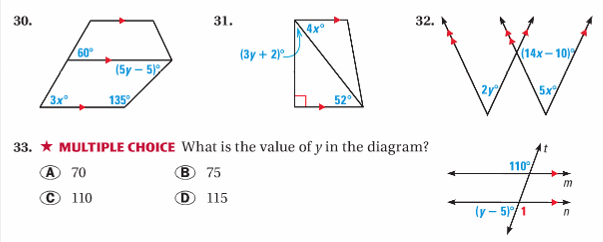 30.
60°
(5y – 5)°
3x°
135°
31.
4x°
(3y + 2)°
52°
32.
(14x – 10)°
2y°
5x°
33. ★ MULTIPLE CHOICE What is the value of y in the diagram?
A 70
B 75
C 110
D 115
t
110°
m
(y – 5)° 1
n